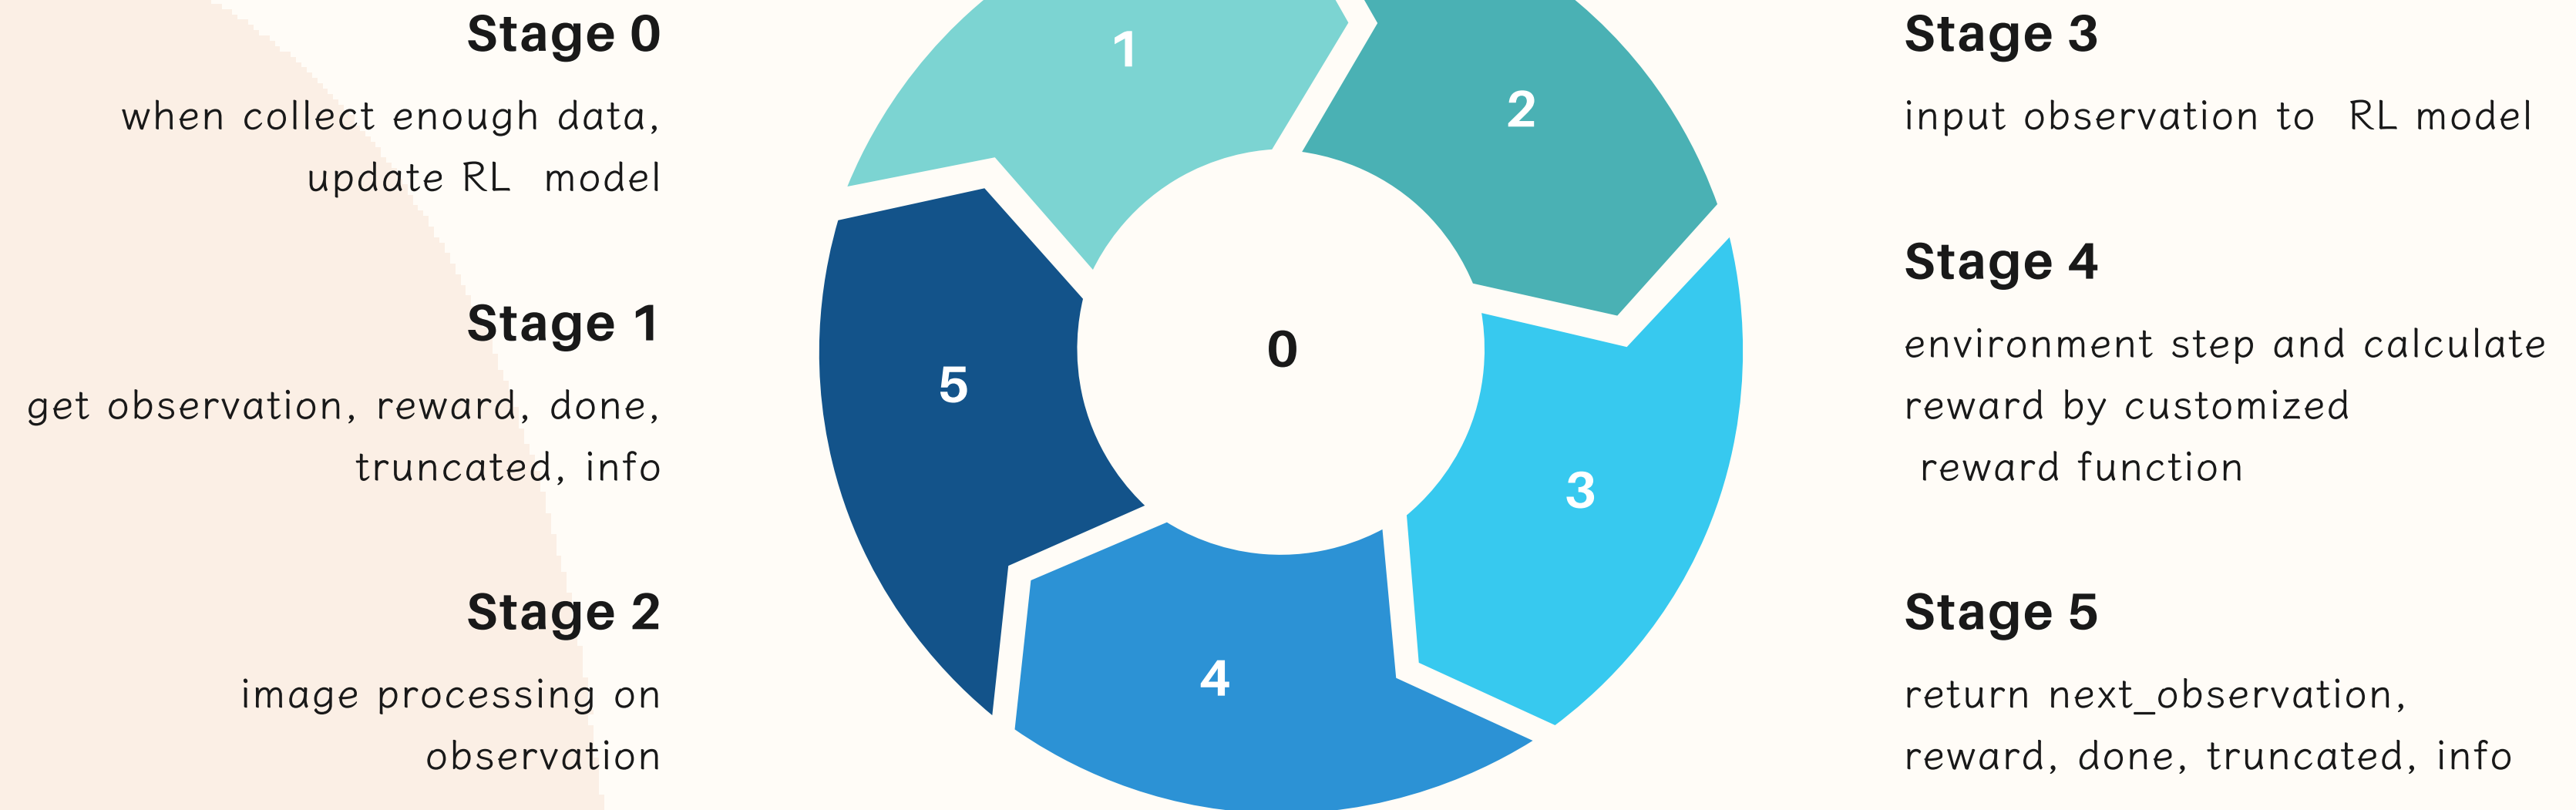 Stage 0
when collect enough data,
update RL model
Stage 1
get observation, reward, done,
truncated, info
Stage 2
image processing on
observation
1
2
3
4
5
0
Stage 3
input observation to RL model
Stage 4
environment step and calculate
reward by customized
reward function
Stage 5
return next_observation,
reward, done, truncated, info